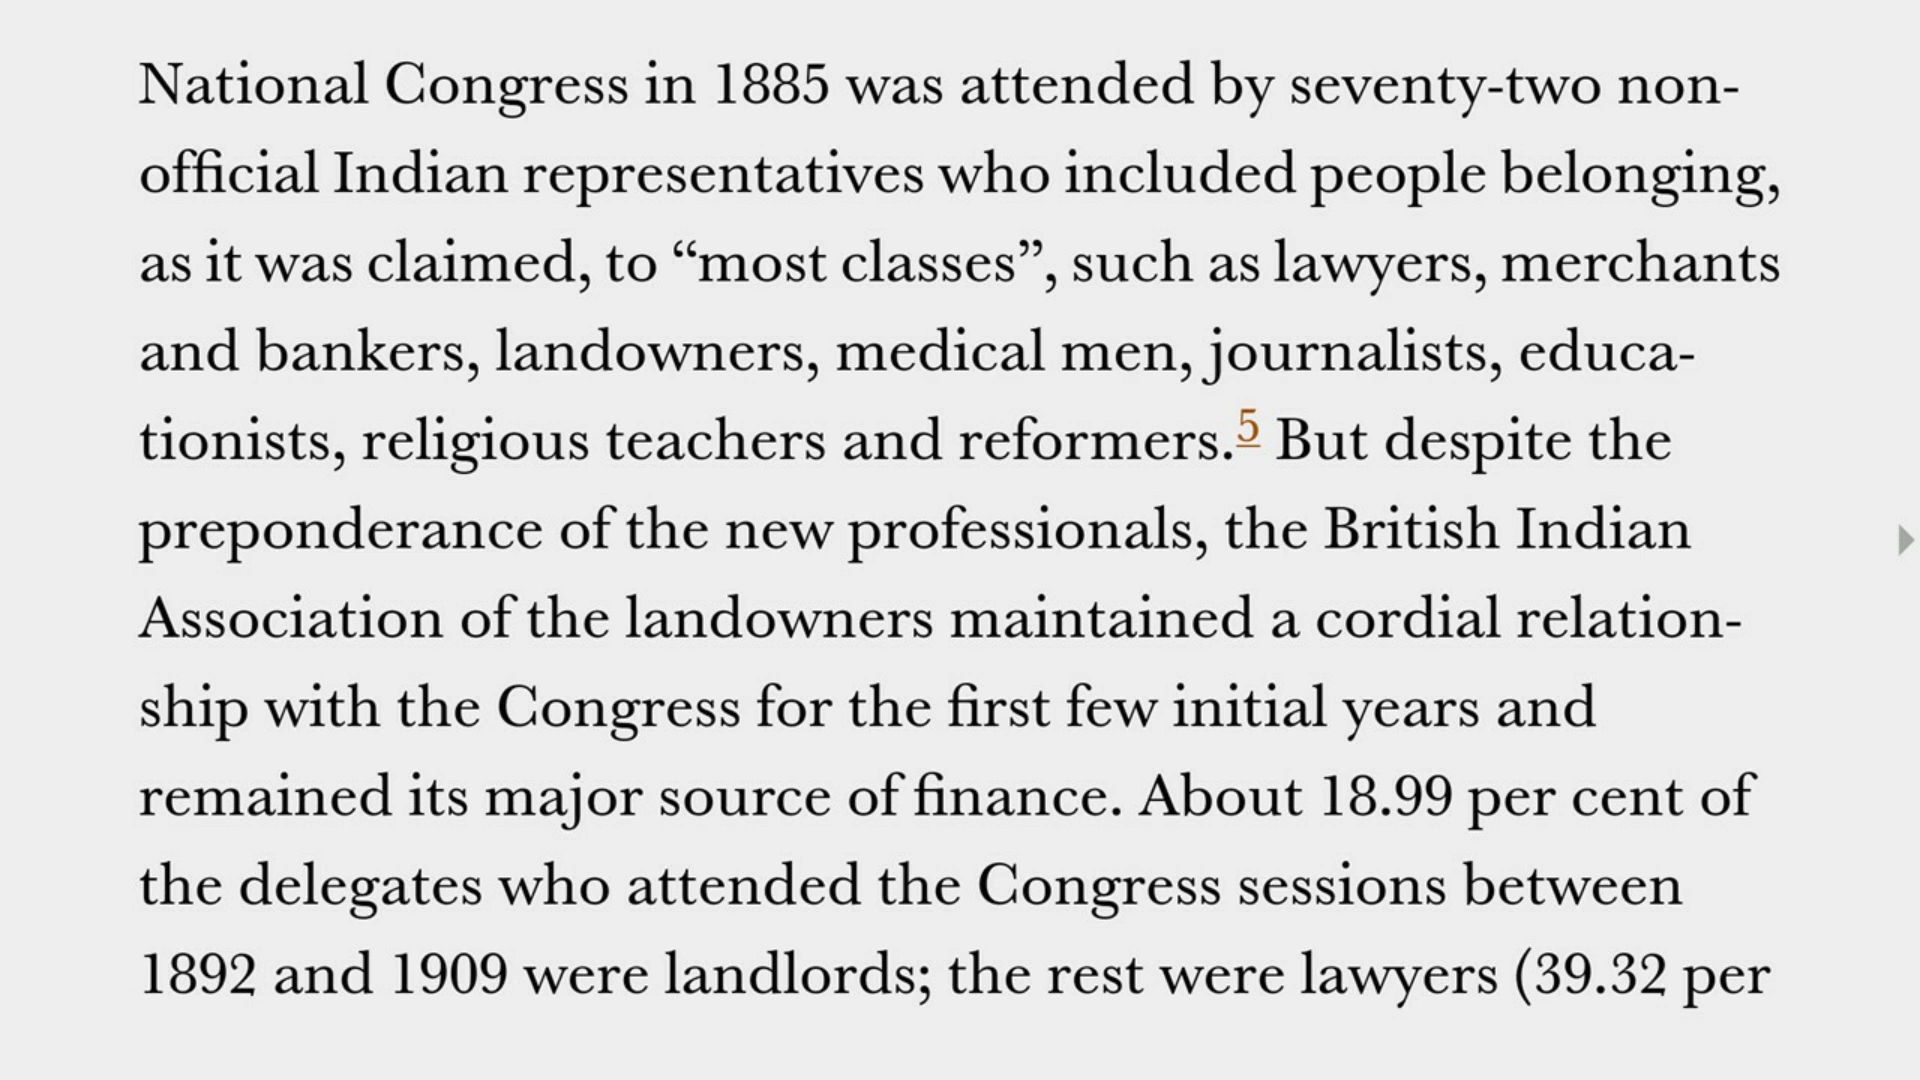 National Congress in 1885 was attended by seventy-two non-
official Indian representatives who included people belonging,
as it was claimed, to “most classes”, such as lawyers, merchants
and bankers, landowners, medical men, journalists, educa-
tionists, religious teachers and reformers.5 But despite the
preponderance of the new professionals, the British Indian
Association of the landowners maintained a cordial relation-
ship with the Congress for the first few initial years and
remained its major source of finance. About 18.99 per cent of
the delegates who attended the Congress sessions between
1892 and 1909 were landlords; the rest were lawyers (39.32 per